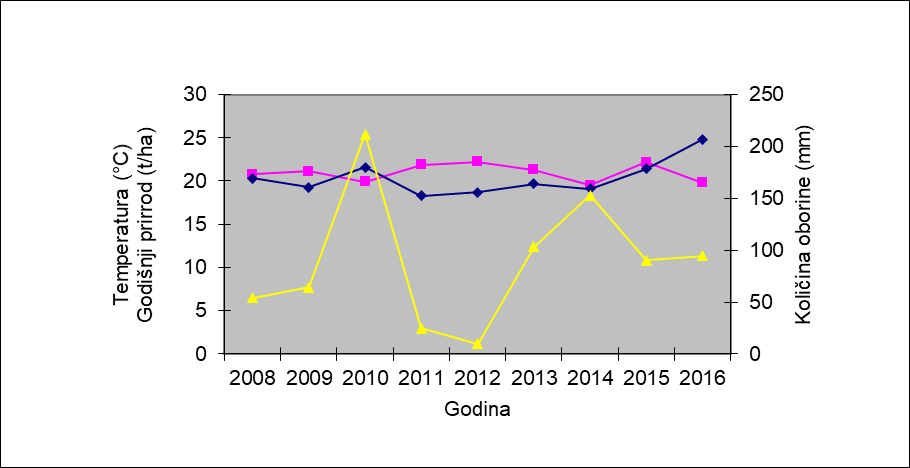 Temperatura (°C)
Godišnji prirrod (t/ha)
30
25
20
15
10
5
0
250
200
150
100
50
0
Količina oborine (mm)
2008 2009 2010 2011 2012 2013 2014 2015 2016
Godina